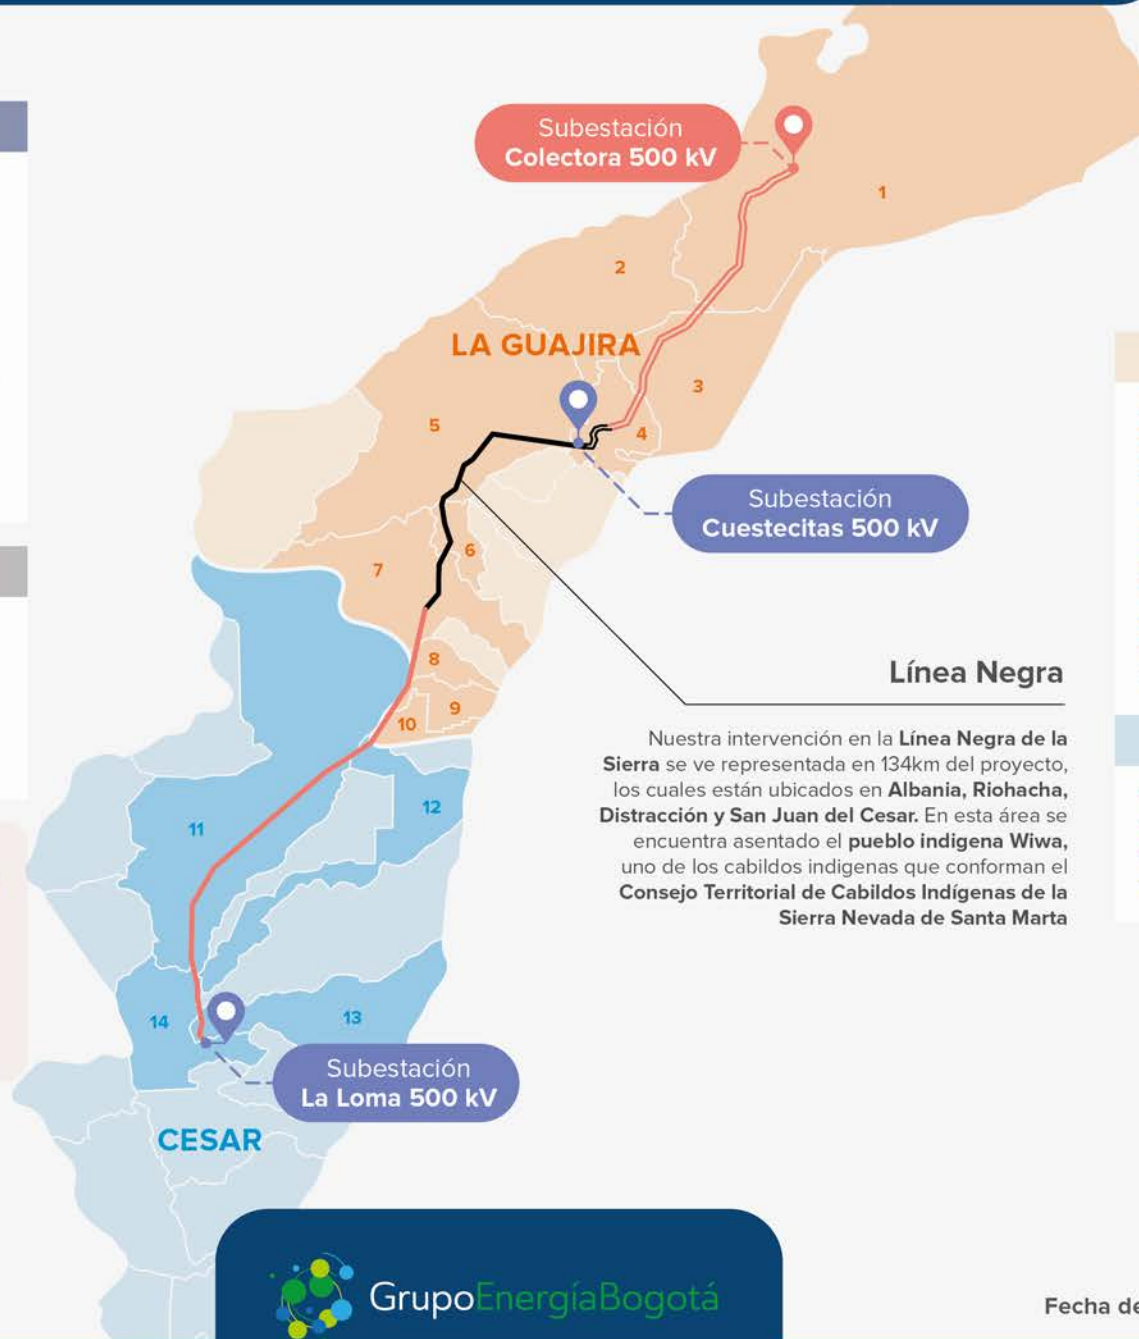 Subestación
Colectora 500 kV
1
2
LA GUAJIRA
3
5
4
Subestación
Cuestecitas 500 kV
6
7
Línea Negra
8
9
10
Nuestra intervención en la Línea Negra de la
Sierra se ve representada en 134km del proyecto,
los cuales están ubicados en Albania, Riohacha,
Distracción y San Juan del Cesar. En esta área se
encuentra asentado el pueblo indigena Wiwa,
uno de los cabildos indigenas que conforman el
Consejo Territorial de Cabildos Indígenas de la
Sierra Nevada de Santa Marta
12
11
14
13
Subestación
La Loma 500 kV
CESAR
GrupoEnergíaBogotá
Fecha de